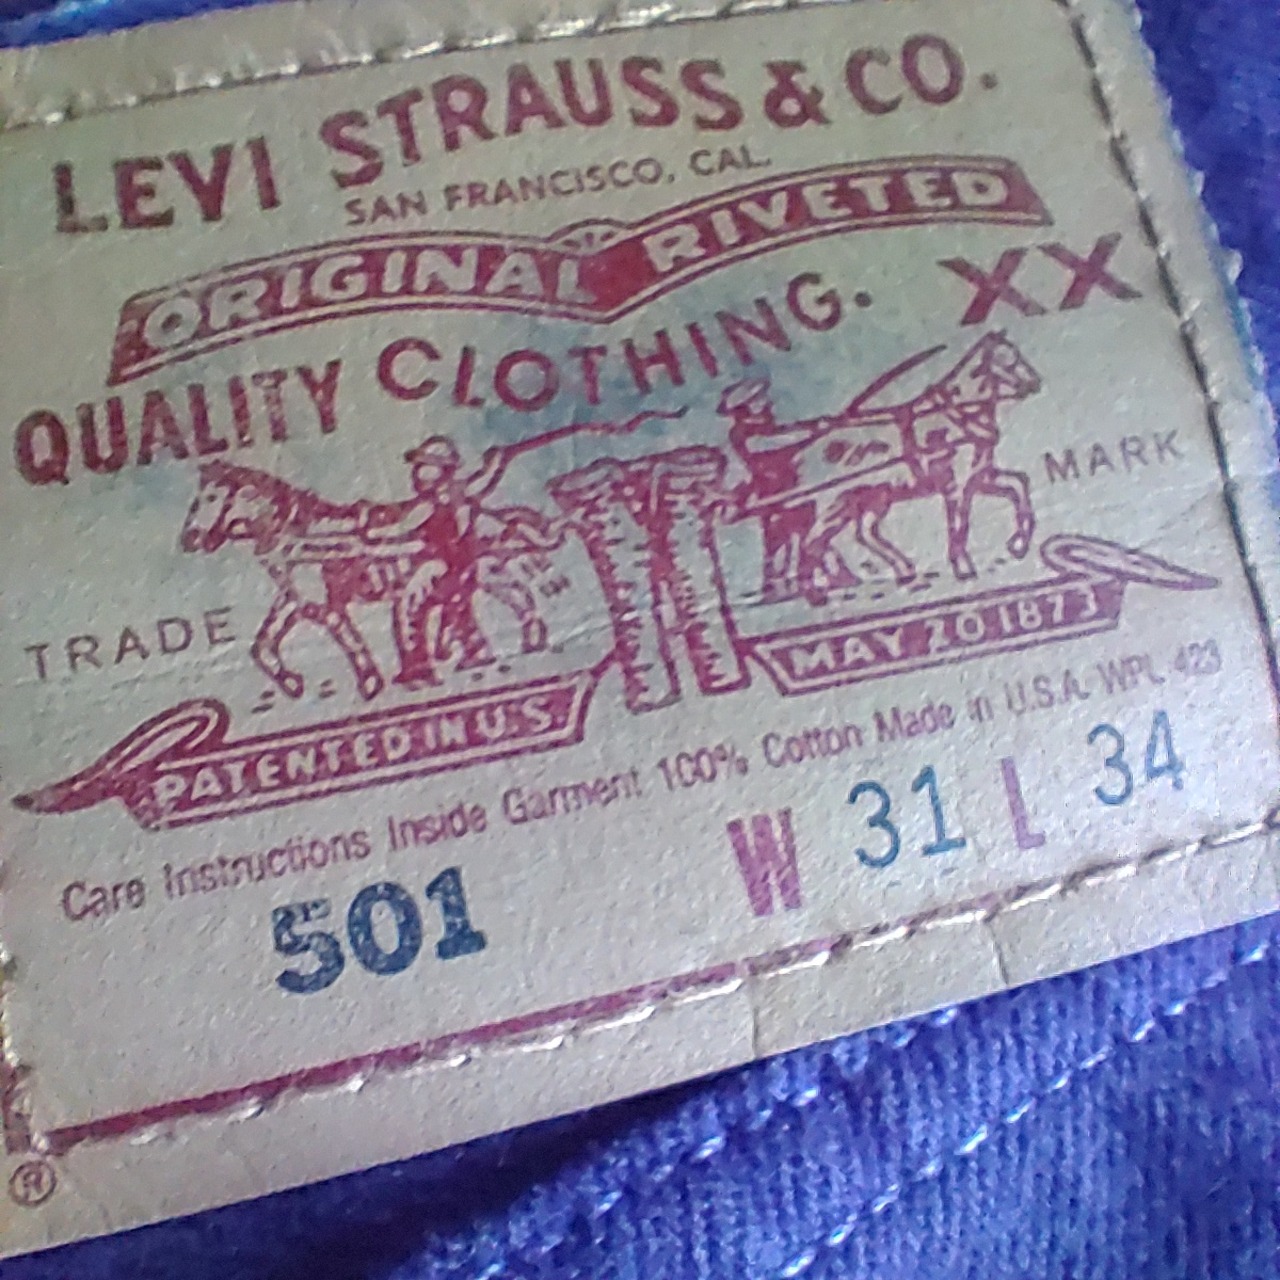 LEVI STRAUSS & CO.
SAN FRANCISCO, CAL.
ORIGINAL RIVETED
QUALITY CLOTHING. XX
TRADE MARK
PATENTED IN U.S. MAY 20 1873
Care Instructions Inside Garment 100% Cotton Made in U.S.A. WPL 423
501 W 31 L 34
®